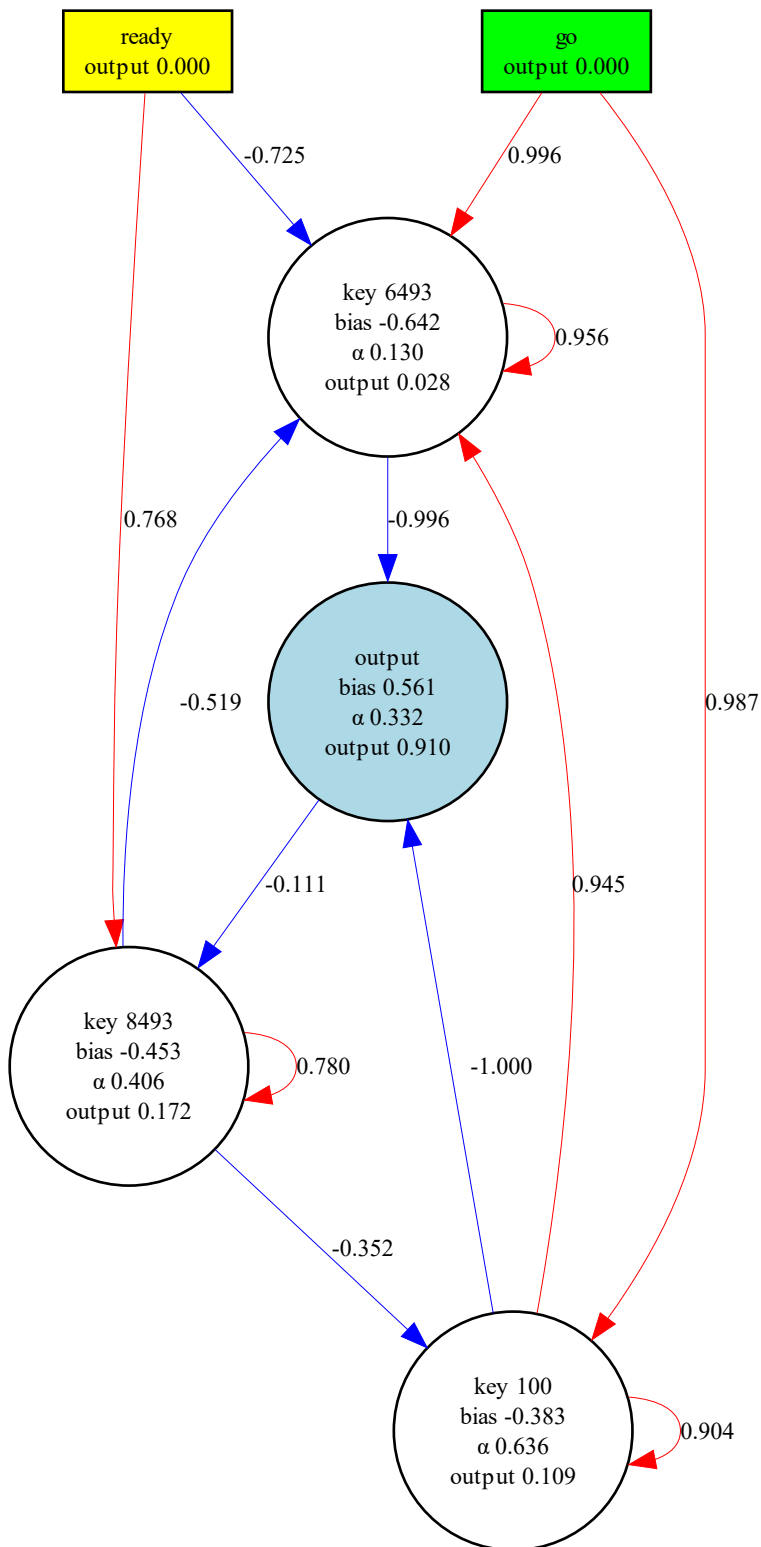 ready
output 0.000
go
output 0.000
-0.725
0.996
key 6493
bias -0.642
α 0.130
output 0.028
0.956
0.768
-0.996
-0.519
output
bias 0.561
α 0.332
output 0.910
0.987
-0.111
0.945
key 8493
bias -0.453
α 0.406
output 0.172
0.780
-1.000
-0.352
key 100
bias -0.383
α 0.636
output 0.109
0.904